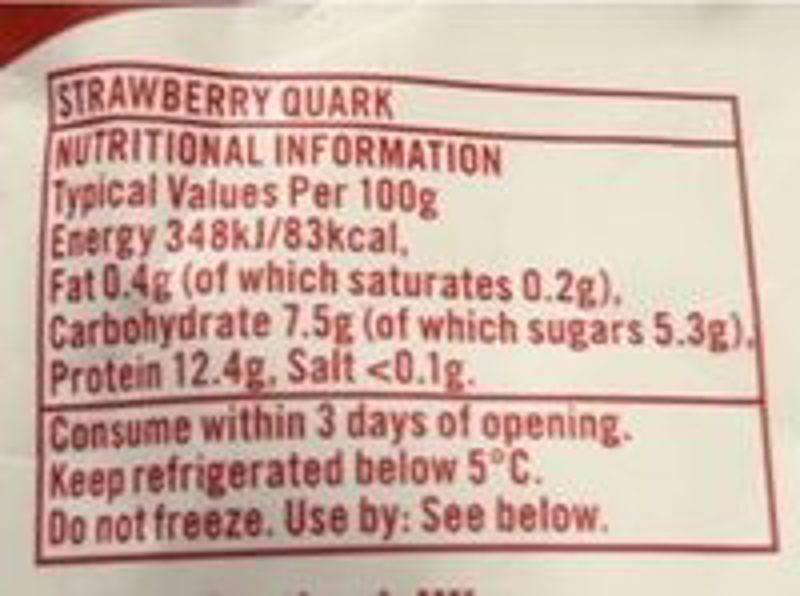 STRAWBERRY QUARK
NUTRITIONAL INFORMATION
Typical Values Per 100g
Energy 348kJ/83kcal,
Fat 0.4g (of which saturates 0.2g),
Carbohydrate 7.5g (of which sugars 5.3g),
Protein 12.4g, Salt <0.1g.
Consume within 3 days of opening.
Keep refrigerated below 5°C.
Do not freeze. Use by: See below.